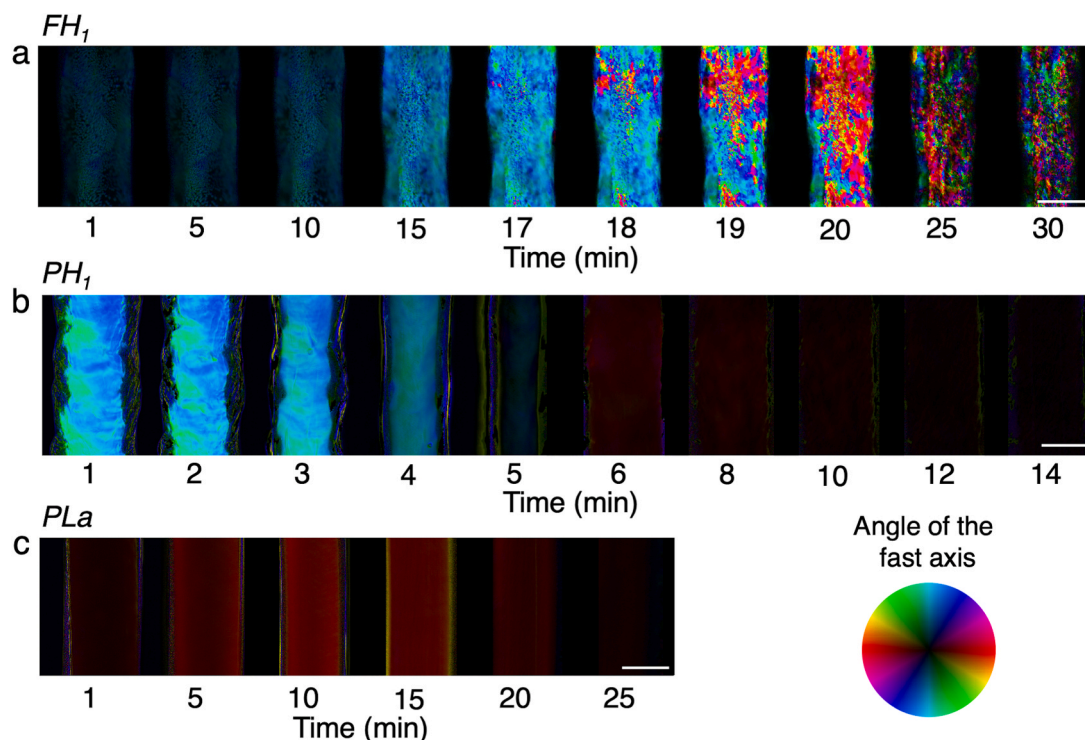 FH₁
a
1 5 10 15 17 18 19 20 25 30
Time (min)
PH₁
b
1 2 3 4 5 6 8 10 12 14
Time (min)
PLa
c
1 5 10 15 20 25
Time (min)
Angle of the
fast axis